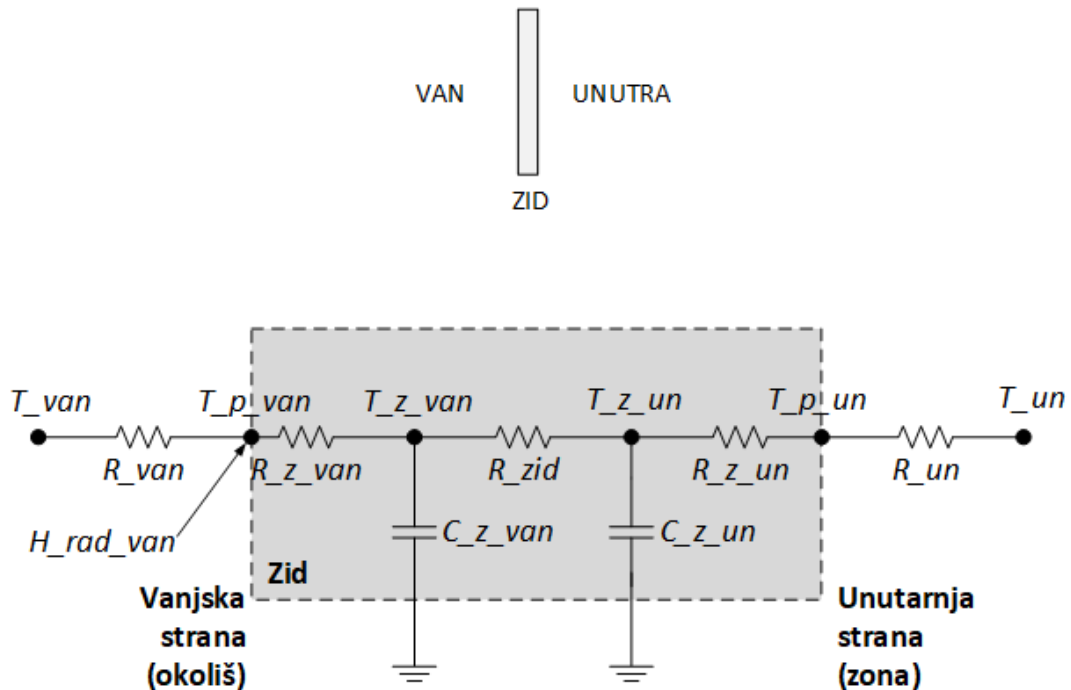 VAN UNUTRA
ZID
T_van T_p_van T_z_van T_z_un T_p_un T_un
R_van R_z_van R_zid R_z_un R_un
H_rad_van C_z_van C_z_un
Zid
Vanjska
strana
(okoliš)
Unutarnja
strana
(zona)